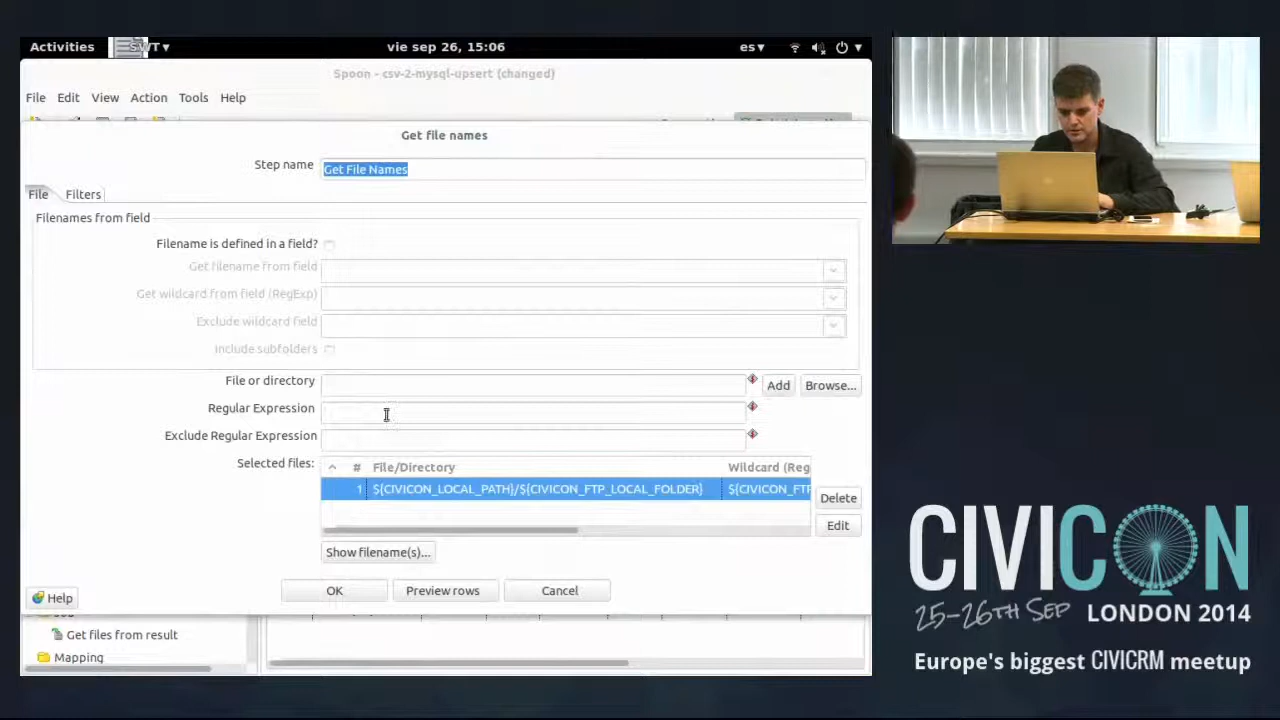 Activities
SWT
vie sep 26, 15:06
es
Spoon - csv-2-mysql-upsert (changed)
File Edit View Action Tools Help
Get file names
Step name Get File Names
File Filters
Filenames from field
Filename is defined in a field?
Get filename from field
Get wildcard from field (RegExp)
Exclude wildcard field
Include subfolders
File or directory Add Browse...
Regular Expression
Exclude Regular Expression
Selected files: # File/Directory Wildcard (Reg
1 ${CIVICON_LOCAL_PATH}/${CIVICON_FTP_LOCAL_FOLDER} ${CIVICON_FTP
Delete
Edit
Show filename(s)...
OK Preview rows Cancel
Help
Get files from result
Mapping
CIVICON
25-26TH SEP LONDON 2014
Europe's biggest CIVICRM meetup